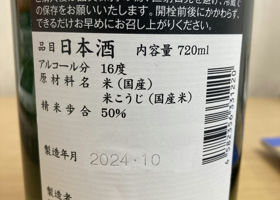 の保存をお願いいたします。開栓前後にかかわらず、
できるだけお早めにお召し上がりください。
品目 日本酒 内容量 720ml
アルコール分 16度
原材料名 米(国産)
米こうじ(国産米)
精米歩合 50%
製造年月 2024・10
製造者